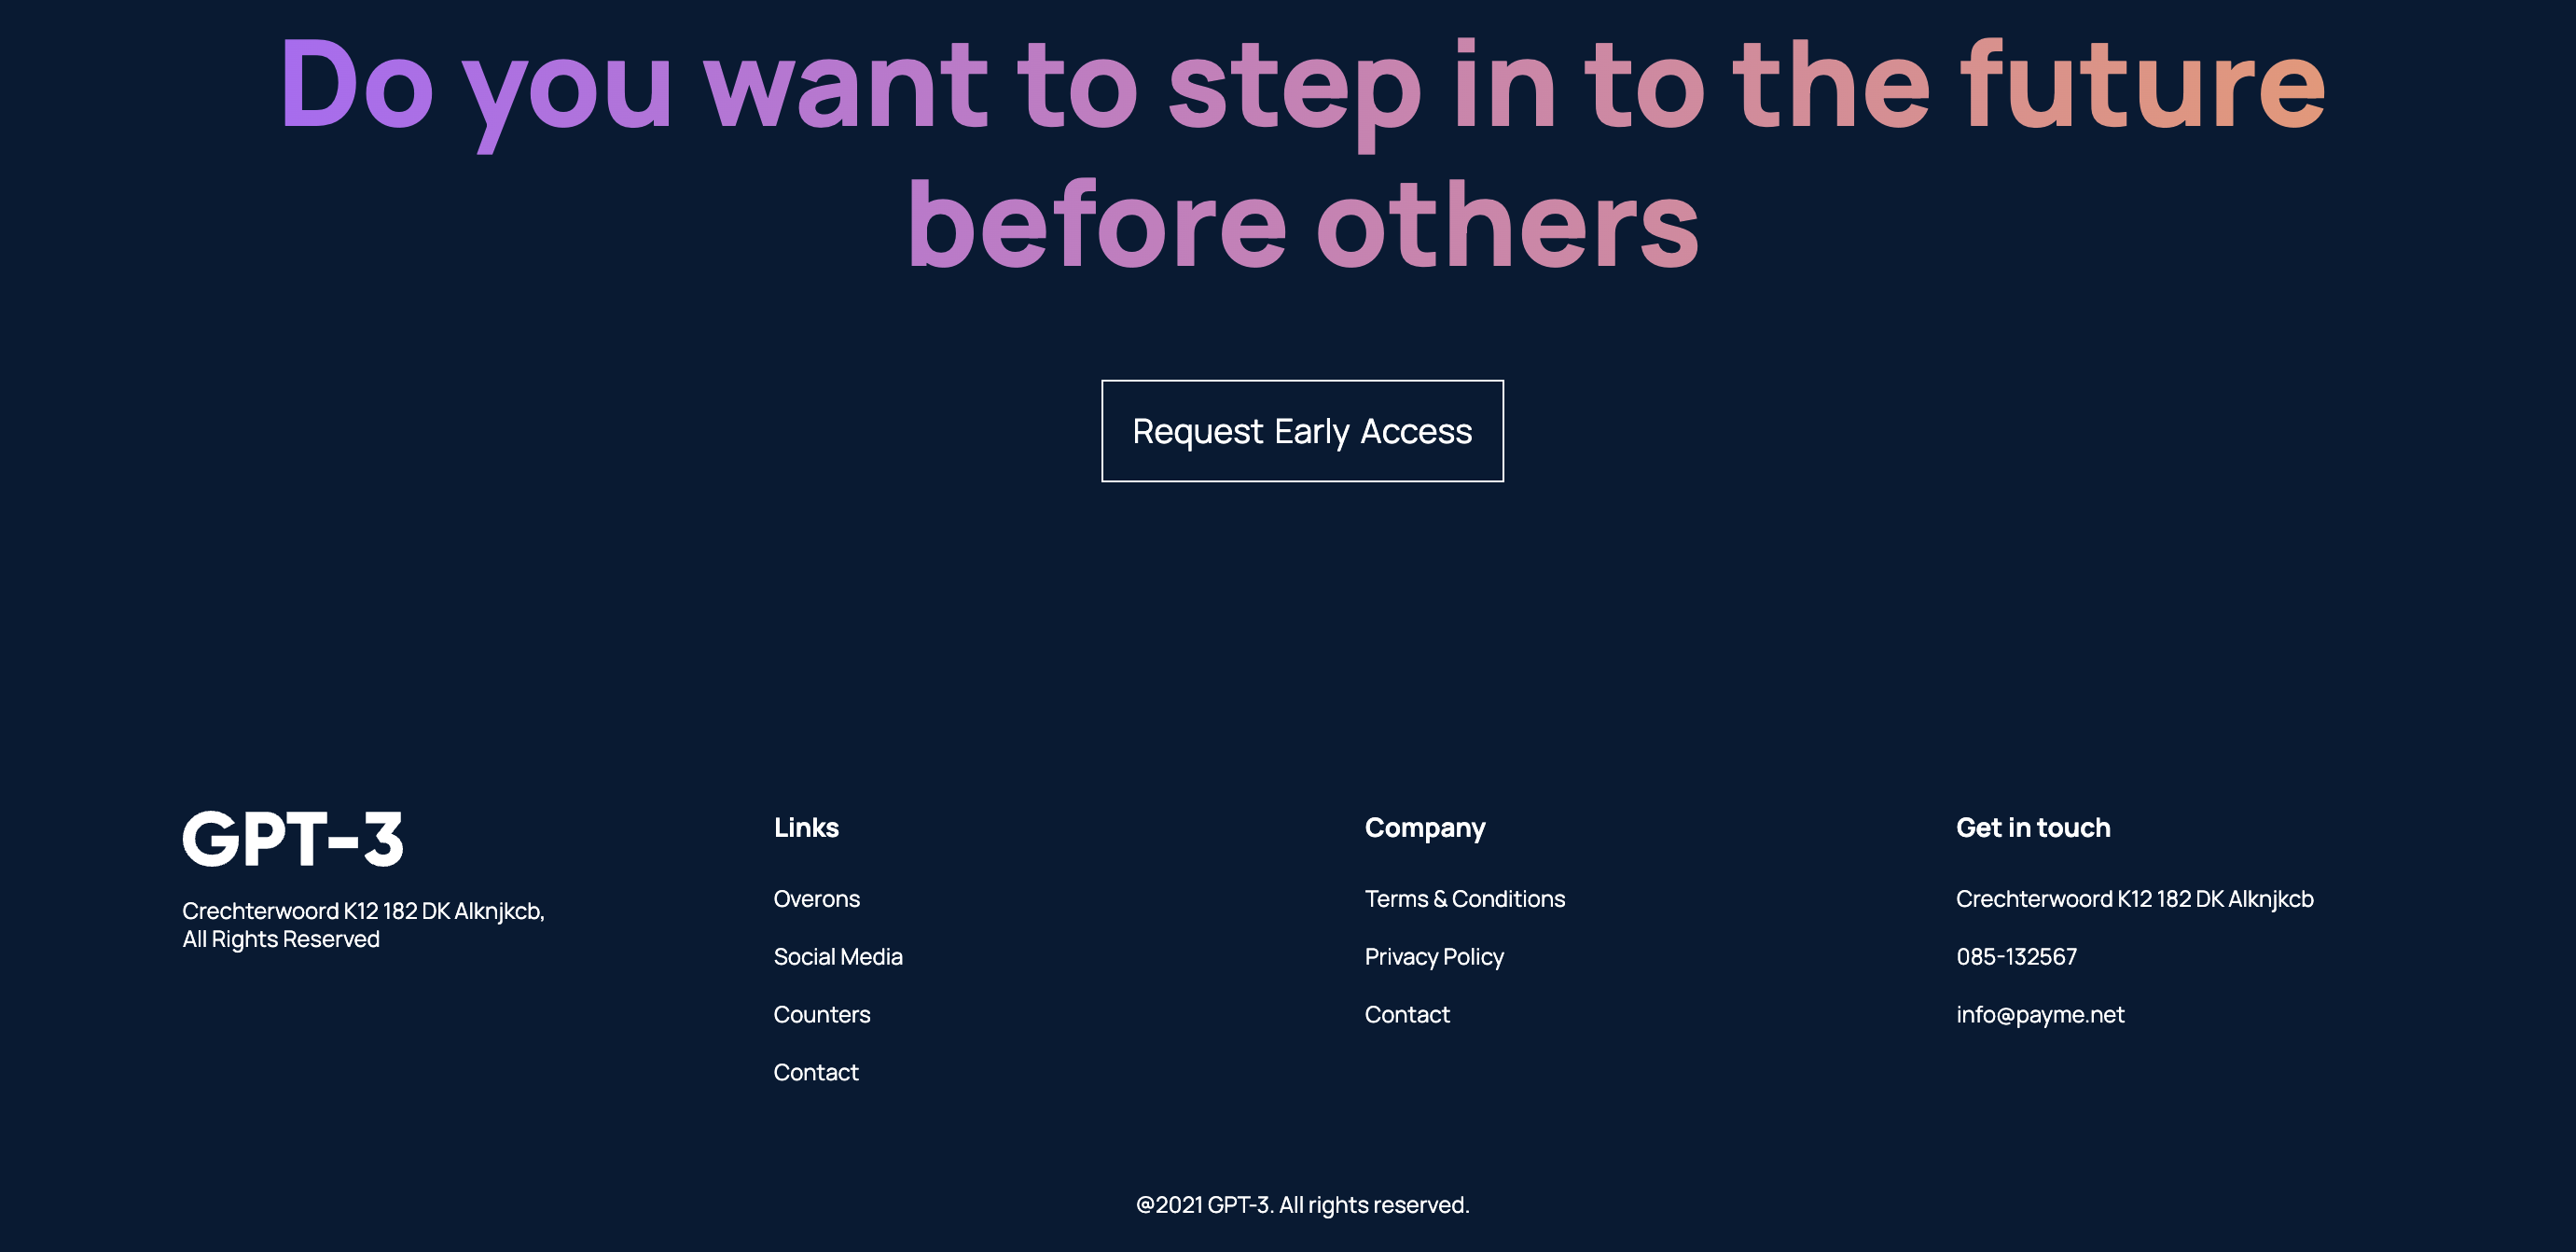 Do you want to step in to the future
before others
Request Early Access
GPT-3
Crechterwoord K12 182 DK Alknjkcb,
All Rights Reserved
Links
Overons
Social Media
Counters
Contact
Company
Terms & Conditions
Privacy Policy
Contact
Get in touch
Crechterwoord K12 182 DK Alknjkcb
085-132567
info@payme.net
@2021 GPT-3. All rights reserved.